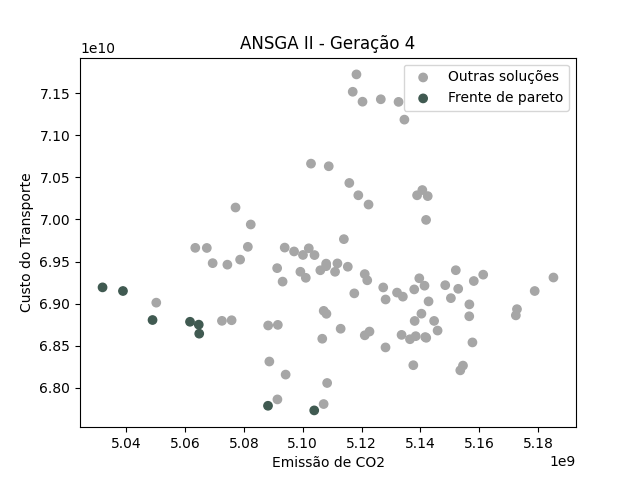 ANSGA II - Geração 4
1e10
Outras soluções
Frente de pareto
7.15
7.10
7.05
7.00
6.95
6.90
6.85
6.80
Custo do Transporte
5.04 5.06 5.08 5.10 5.12 5.14 5.16 5.18
Emissão de CO2
1e9